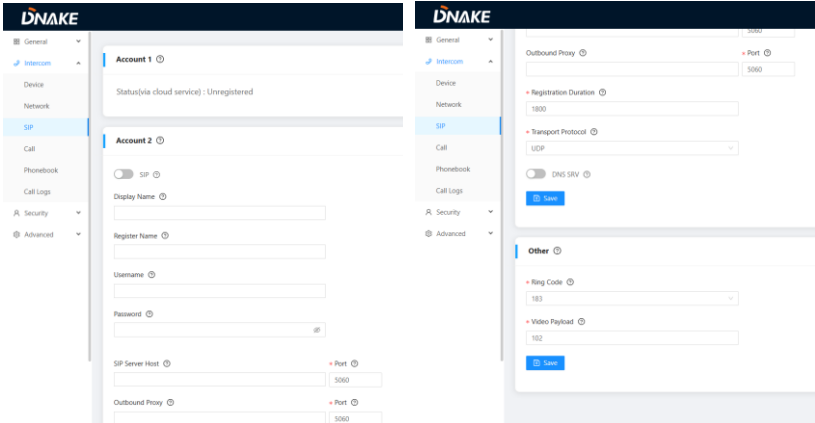 DNAKE
General
Intercom
Device
Network
SIP
Call
Phonebook
Call Logs
Security
Advanced
Account 1
Status(via cloud service) : Unregistered
Account 2
SIP
Display Name
Register Name
Username
Password
SIP Server Host * Port
5060
Outbound Proxy * Port
5060
DNAKE
General
Intercom
Device
Network
SIP
Call
Phonebook
Call Logs
Security
Advanced
5060
Outbound Proxy * Port
5060
* Registration Duration
1800
* Transport Protocol
UDP
DNS SRV
Save
Other
* Ring Code
183
* Video Payload
102
Save